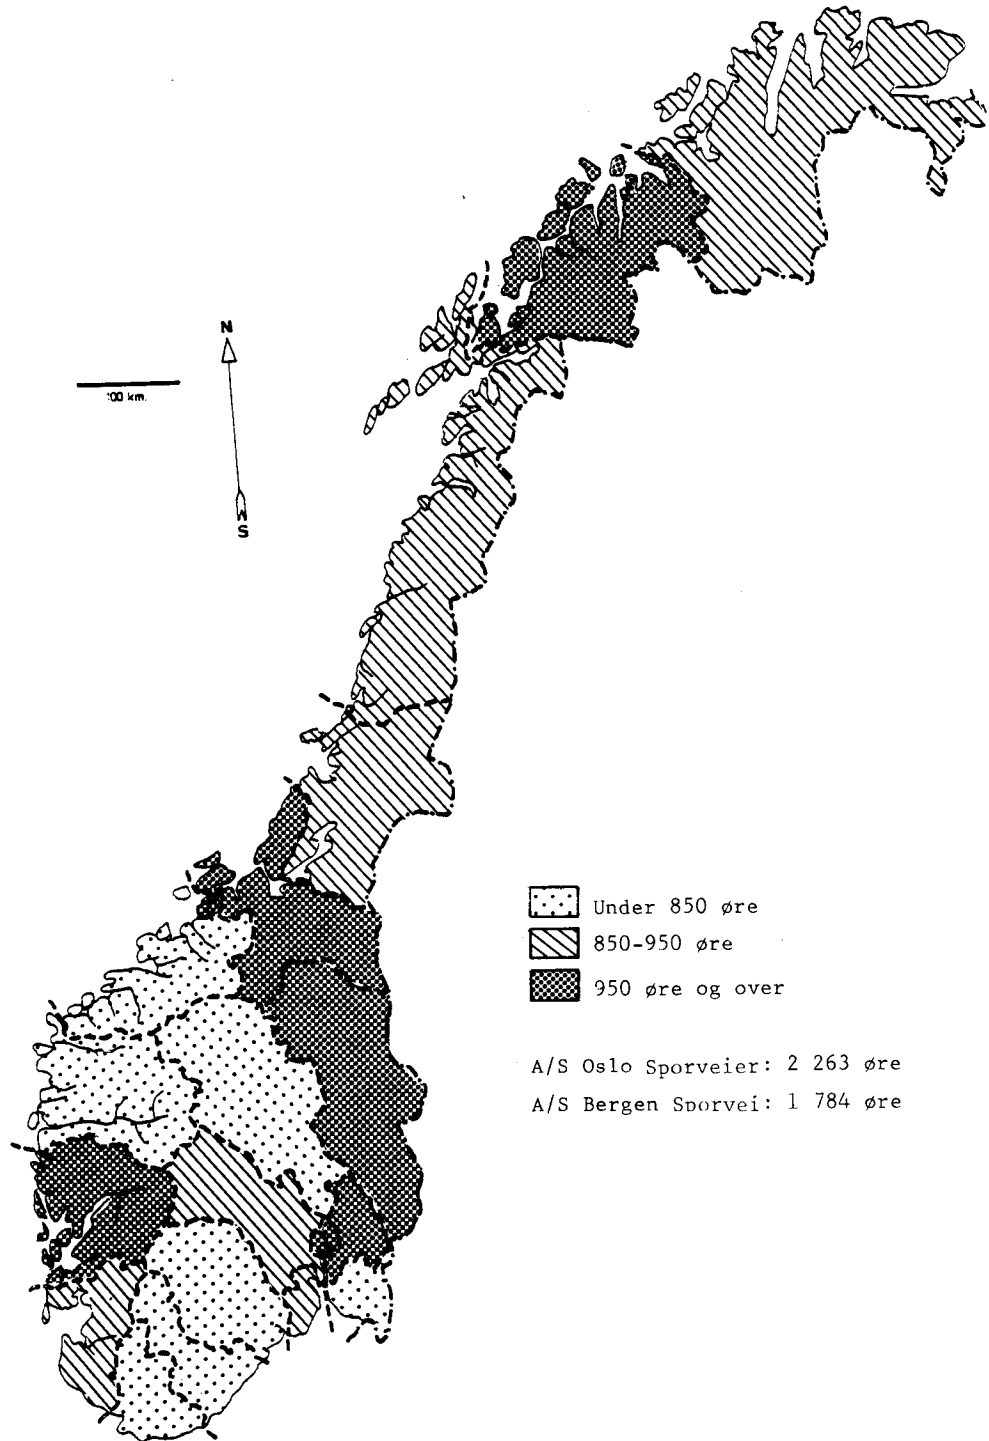 N
100 km.
S
Under 850 øre
850-950 øre
950 øre og over
A/S Oslo Sporveier: 2 263 øre
A/S Bergen Sporvei: 1 784 øre